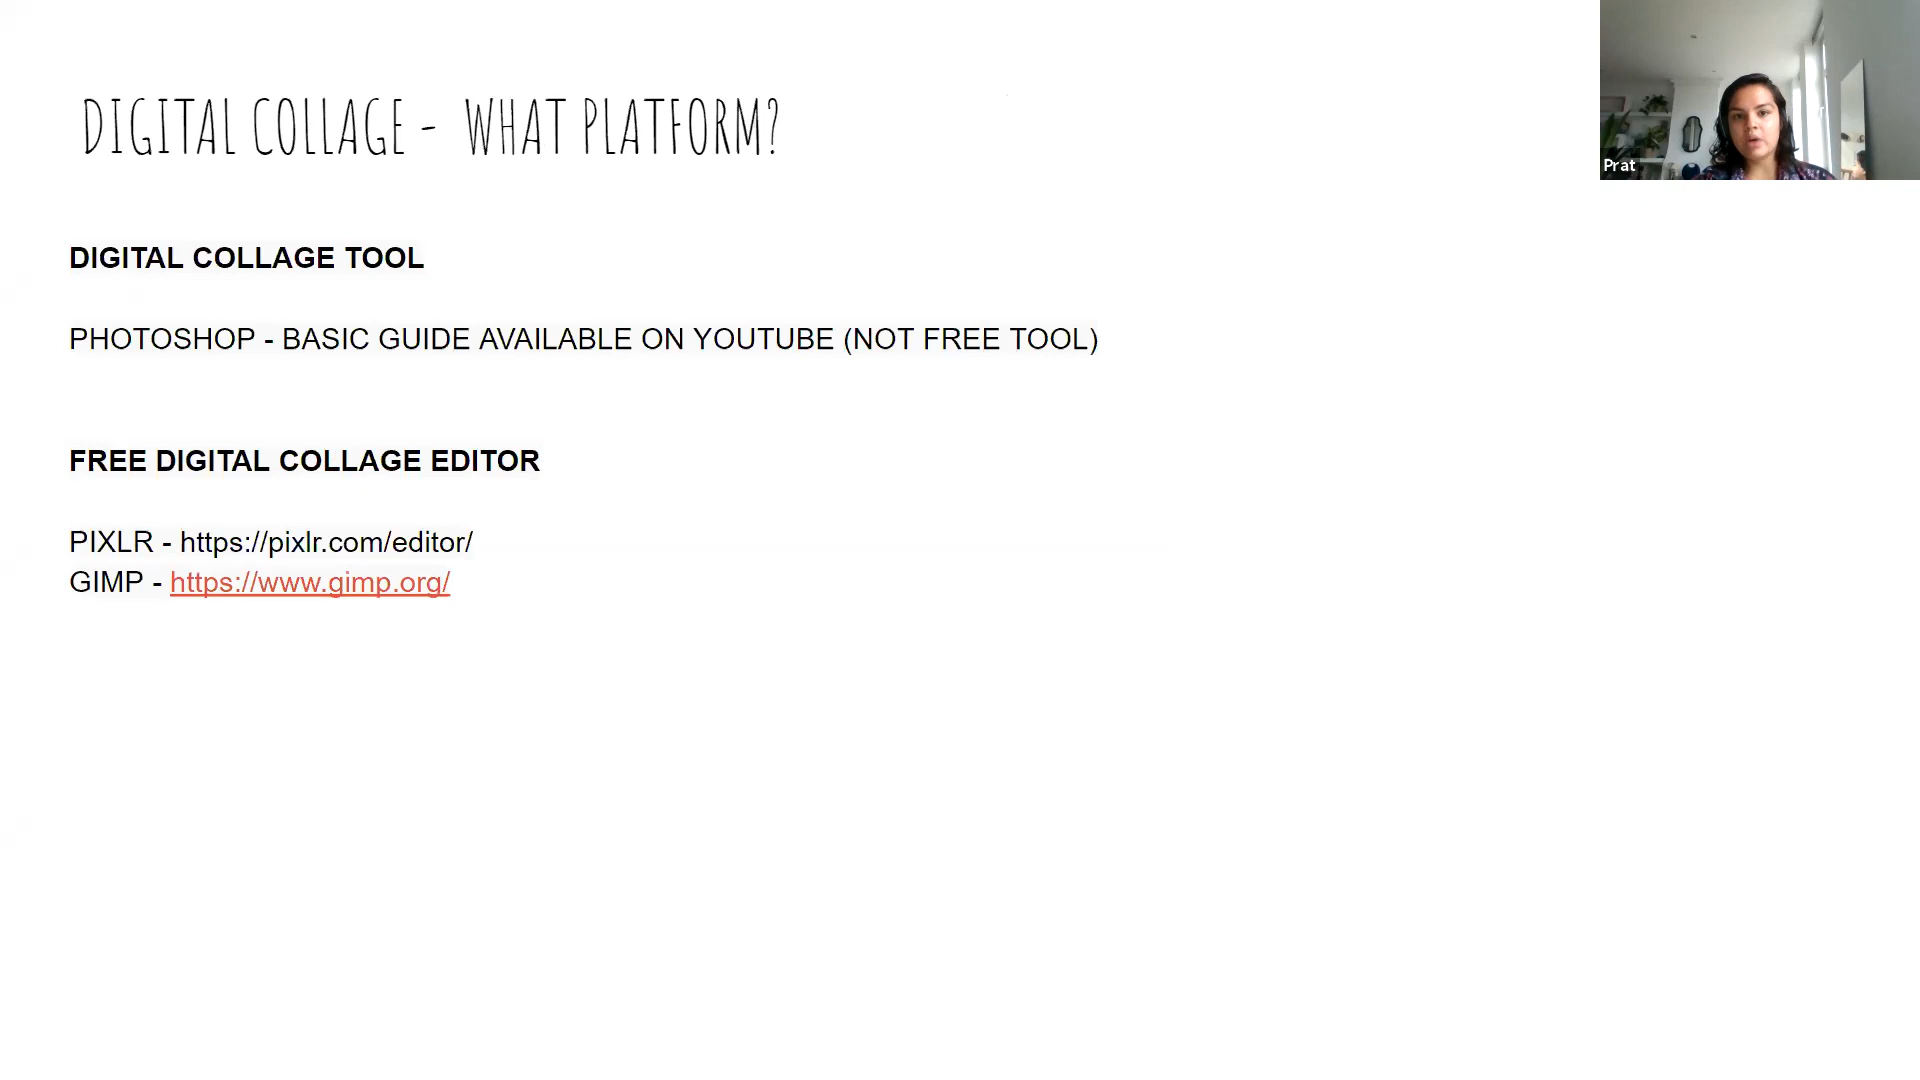 DIGITAL COLLAGE - WHAT PLATFORM?
Prat
DIGITAL COLLAGE TOOL
PHOTOSHOP - BASIC GUIDE AVAILABLE ON YOUTUBE (NOT FREE TOOL)
FREE DIGITAL COLLAGE EDITOR
PIXLR - https://pixlr.com/editor/
GIMP - https://www.gimp.org/